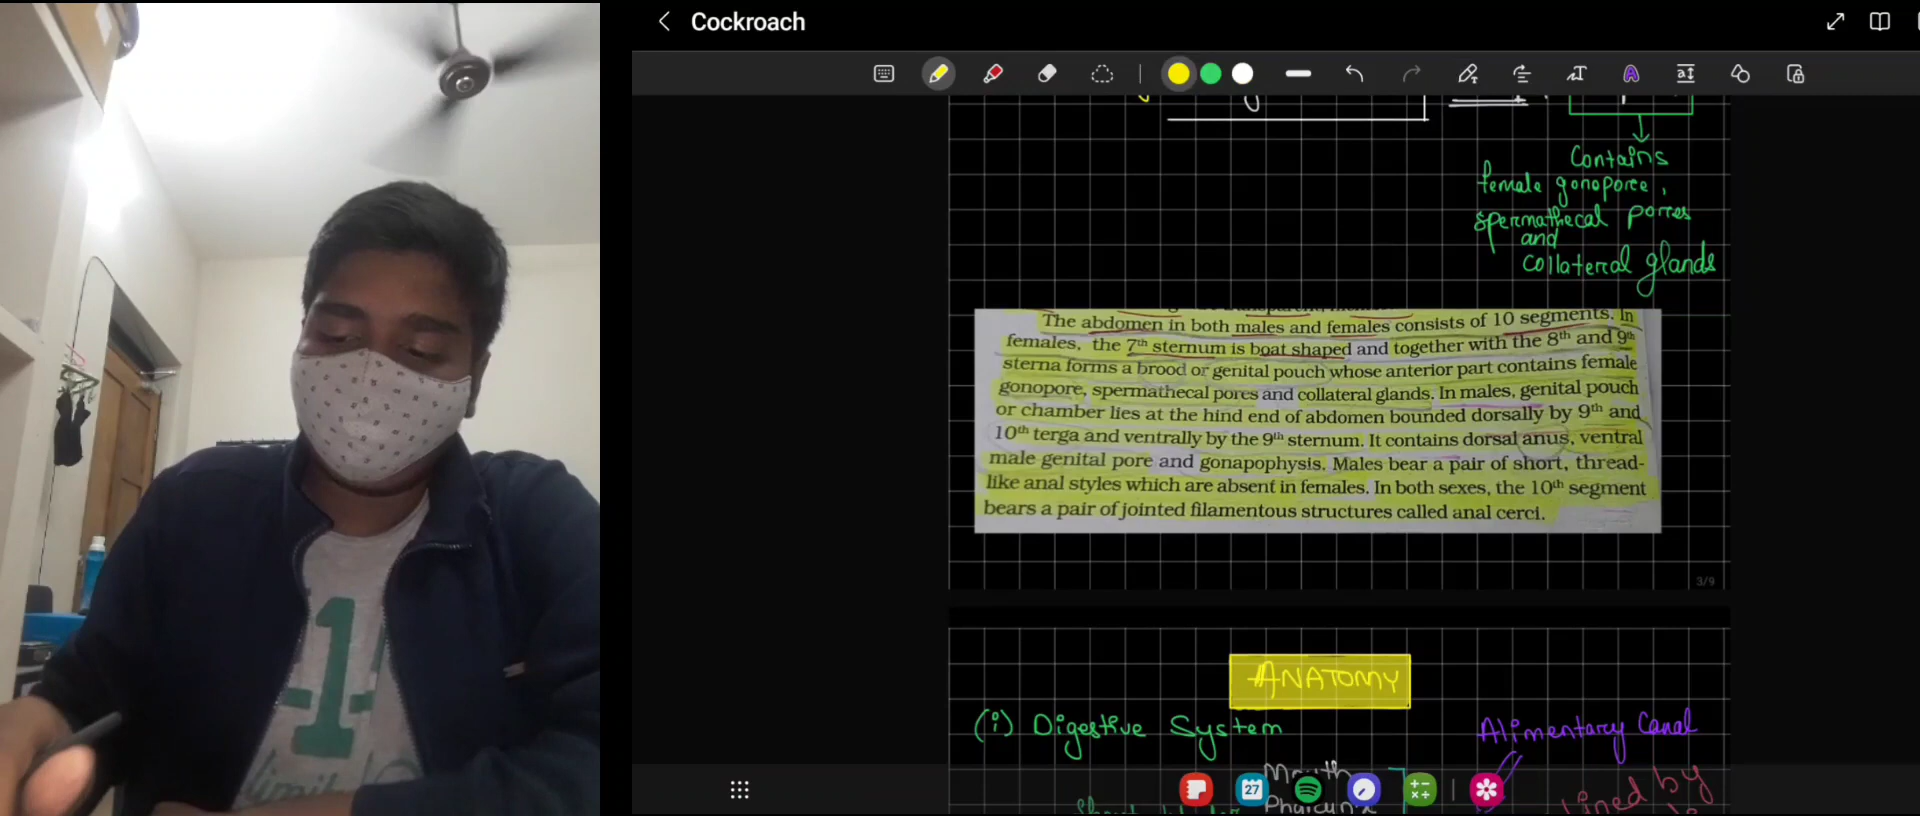 Cockroach
Contains
female gonoporce,
spermathecal porres
and
collateral glands
The abdomen in both males and females consists of 10 segments. In
females, the 7th sternum is boat shaped and together with the 8th and 9th
sterna forms a brood or genital pouch whose anterior part contains female
gonopore, spermathecal pores and collateral glands. In males, genital pouch
or chamber lies at the hind end of abdomen bounded dorsally by 9th and
10th terga and ventrally by the 9th sternum. It contains dorsal anus, ventral
male genital pore and gonapophysis. Males bear a pair of short, thread-
like anal styles which are absent in females. In both sexes, the 10th segment
bears a pair of jointed filamentous structures called anal cerci.
3/9
ANATOMY
(i) Digestive System
Alimentary Canal
Mouth
Pharynx
lined by
27
1